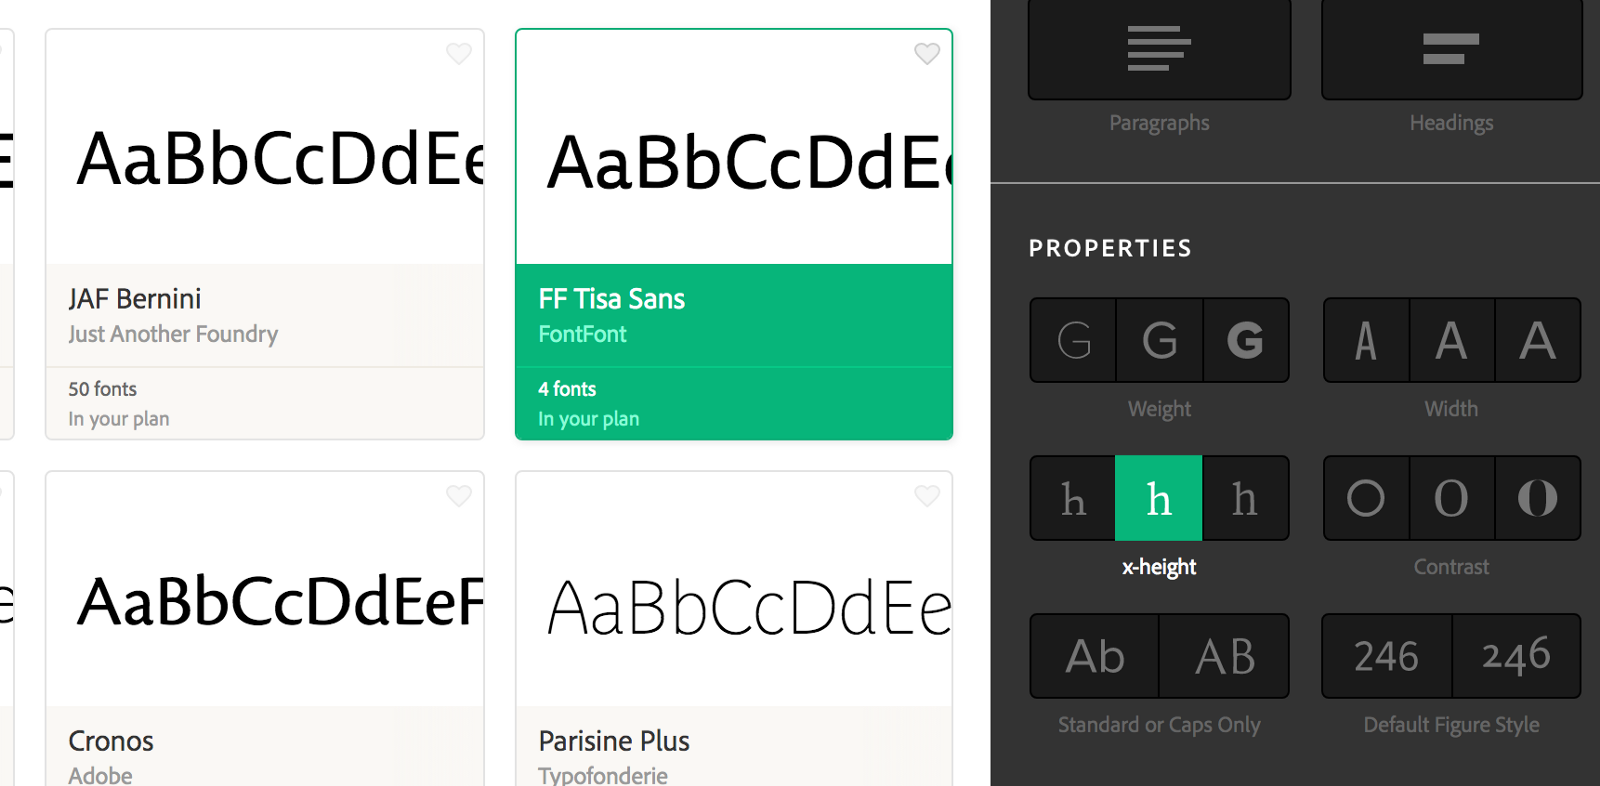 AaBbCcDdEe
JAF Bernini
Just Another Foundry
50 fonts
In your plan
AaBbCcDdEe
FF Tisa Sans
FontFont
4 fonts
In your plan
AaBbCcDdEeF
Cronos
Adobe
AaBbCcDdEe
Parisine Plus
Typofonderie
Paragraphs
Headings
PROPERTIES
G G G
Weight
A A A
Width
h h h
x-height
O O O
Contrast
Ab AB
Standard or Caps Only
246 246
Default Figure Style